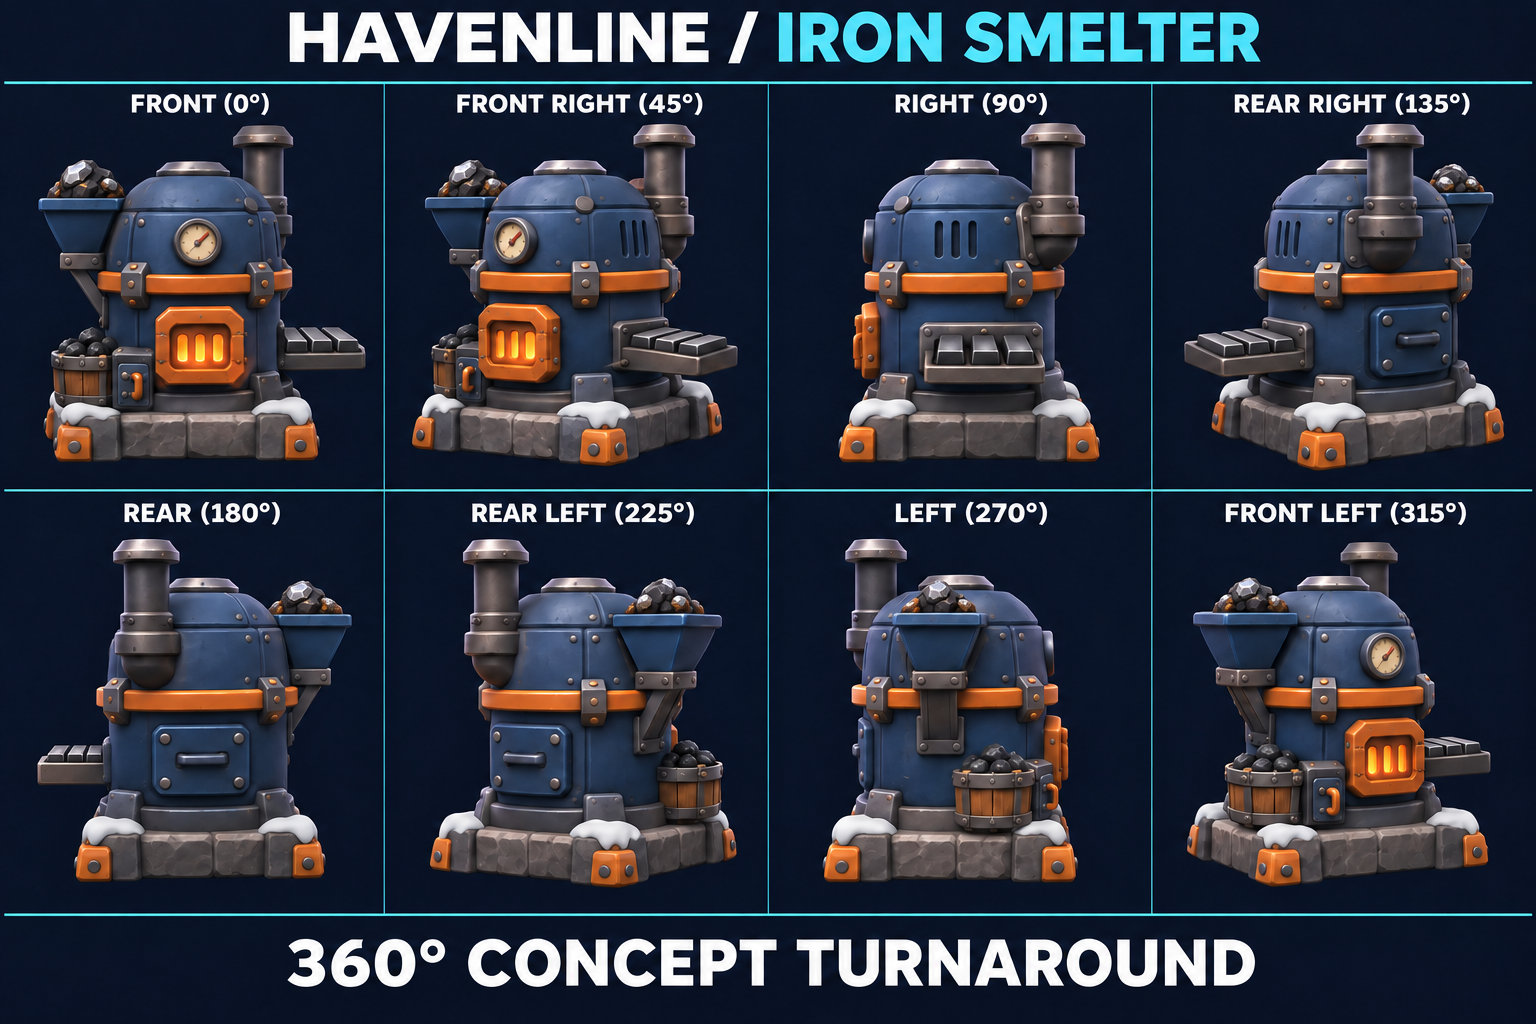 HAVENLINE / IRON SMELTER
FRONT (0°)
FRONT RIGHT (45°)
RIGHT (90°)
REAR RIGHT (135°)
REAR (180°)
REAR LEFT (225°)
LEFT (270°)
FRONT LEFT (315°)
360° CONCEPT TURNAROUND